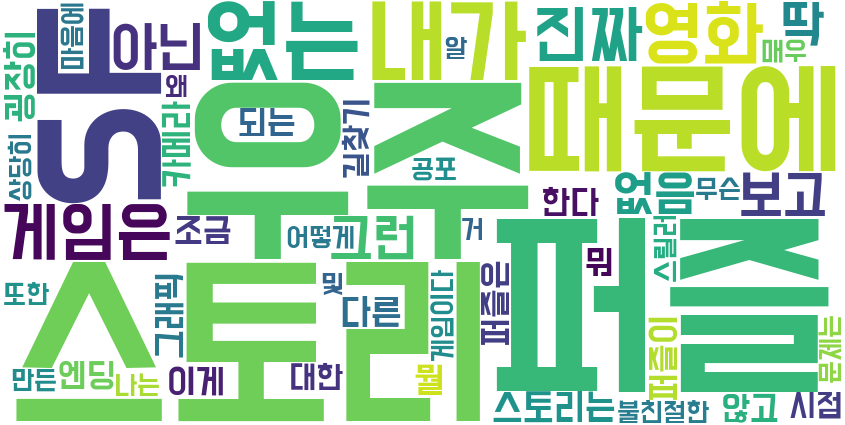 굉장히
마음에
SF
아닌
없는
내가
알
진짜
영화
매우
딱
왜
상당히
카메라
우주
되는
길찾기
공포
때문에
게임은
조금
어떻게
그런
거
한다
없음
무슨
보고
또한
스토리
그래픽
및
다른
게임이다
퍼즐은
퍼즐
뭐
스릴러
만든
엔딩
나는
이게
대한
뭘
스토리는
불친절한
퍼즐이
않고
시점
문제는